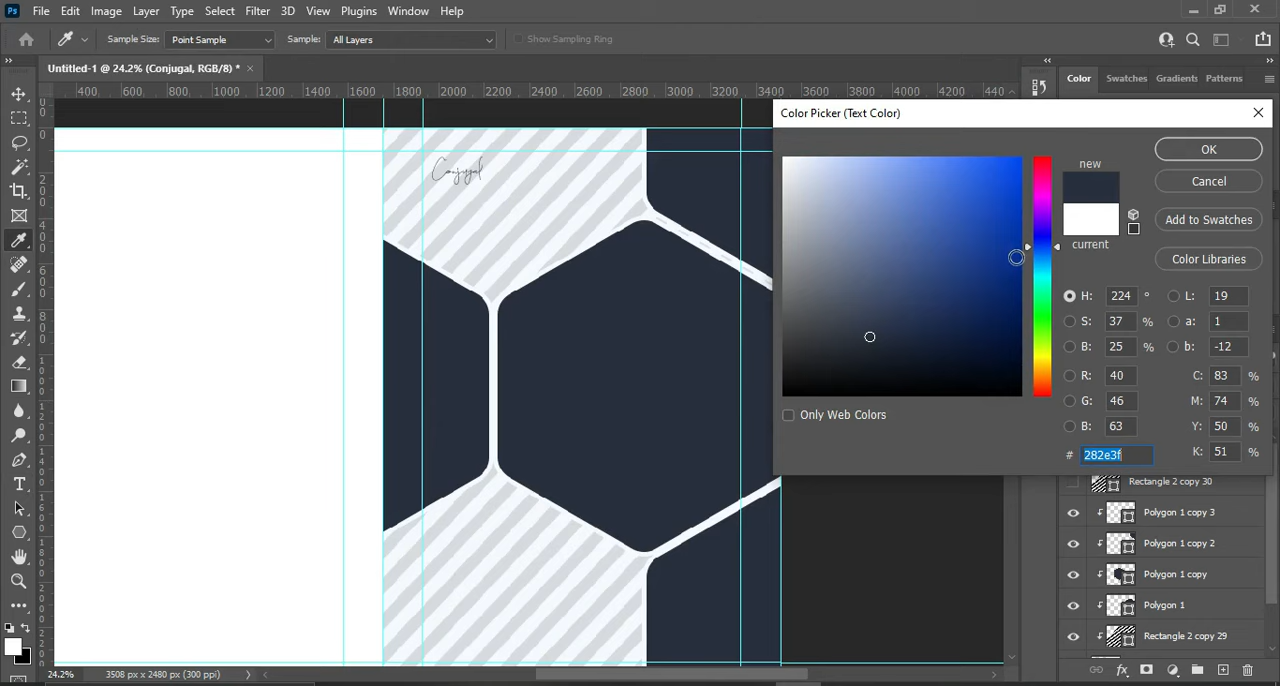 Ps File Edit Image Layer Type Select Filter 3D View Plugins Window Help
Sample Size: Point Sample Sample: All Layers Show Sampling Ring
Untitled-1 @ 24.2% (Conjugal, RGB/8) * ×
Color Swatches Gradients Patterns
400 800 1200 1600 1800 2000 2200 2400 2600 2800 3000 3200 3400 3600 3800 4000 4200 440
Color Picker (Text Color)
Conjugal
new
current
OK
Cancel
Add to Swatches
Color Libraries
H: 224 °
S: 37 %
B: 25 %
R: 40
G: 46
B: 63
# 282e3f
L: 19
a: 1
b: -12
C: 83 %
M: 74 %
Y: 50 %
K: 51 %
Only Web Colors
Rectangle 2 copy 30
Polygon 1 copy 3
Polygon 1 copy 2
Polygon 1 copy
Polygon 1
Rectangle 2 copy 29
24.2% 3508 px x 2480 px (300 ppi)